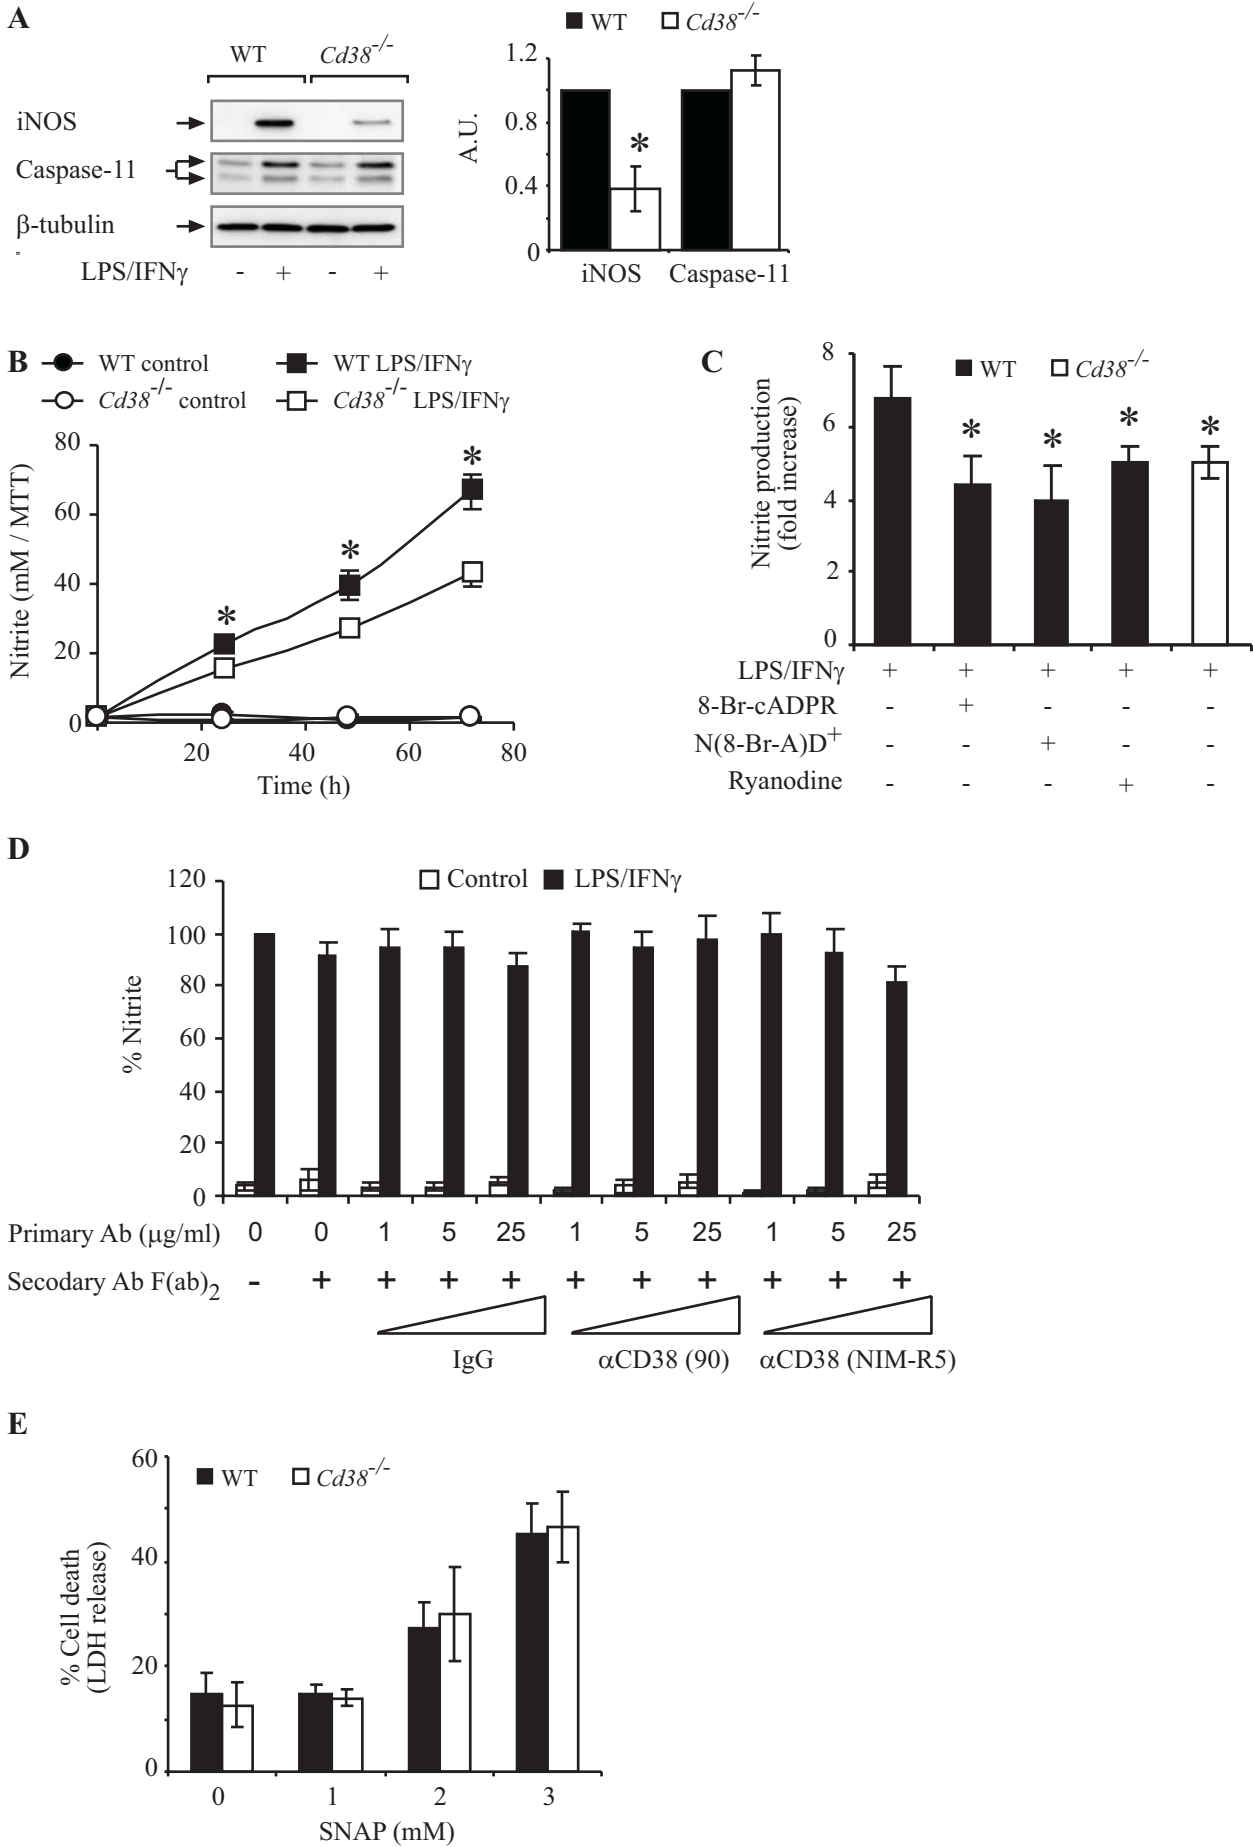 A
WT Cd38-/-
iNOS
Caspase-11
β-tubulin
LPS/IFNγ - + - +
WT Cd38-/-
A.U.
1.2
0.8
0.4
0
*
iNOS Caspase-11
B
WT control WT LPS/IFNγ
Cd38-/- control Cd38-/- LPS/IFNγ
Nitrite (mM / MTT)
80
60
40
20
0
* * *
20 40 60 80
Time (h)
C
WT Cd38-/-
Nitrite production
(fold increase)
8
6
4
2
0
* * * *
LPS/IFNγ + + + + +
8-Br-cADPR - + - - -
N(8-Br-A)D+ - - + - -
Ryanodine - - - + -
D
Control LPS/IFNγ
% Nitrite
120
100
80
60
40
20
0
Primary Ab (µg/ml) 0 0 1 5 25 1 5 25 1 5 25
Secodary Ab F(ab)2 - + + + + + + + + + +
IgG αCD38 (90) αCD38 (NIM-R5)
E
WT Cd38-/-
% Cell death
(LDH release)
60
40
20
0
0 1 2 3
SNAP (mM)